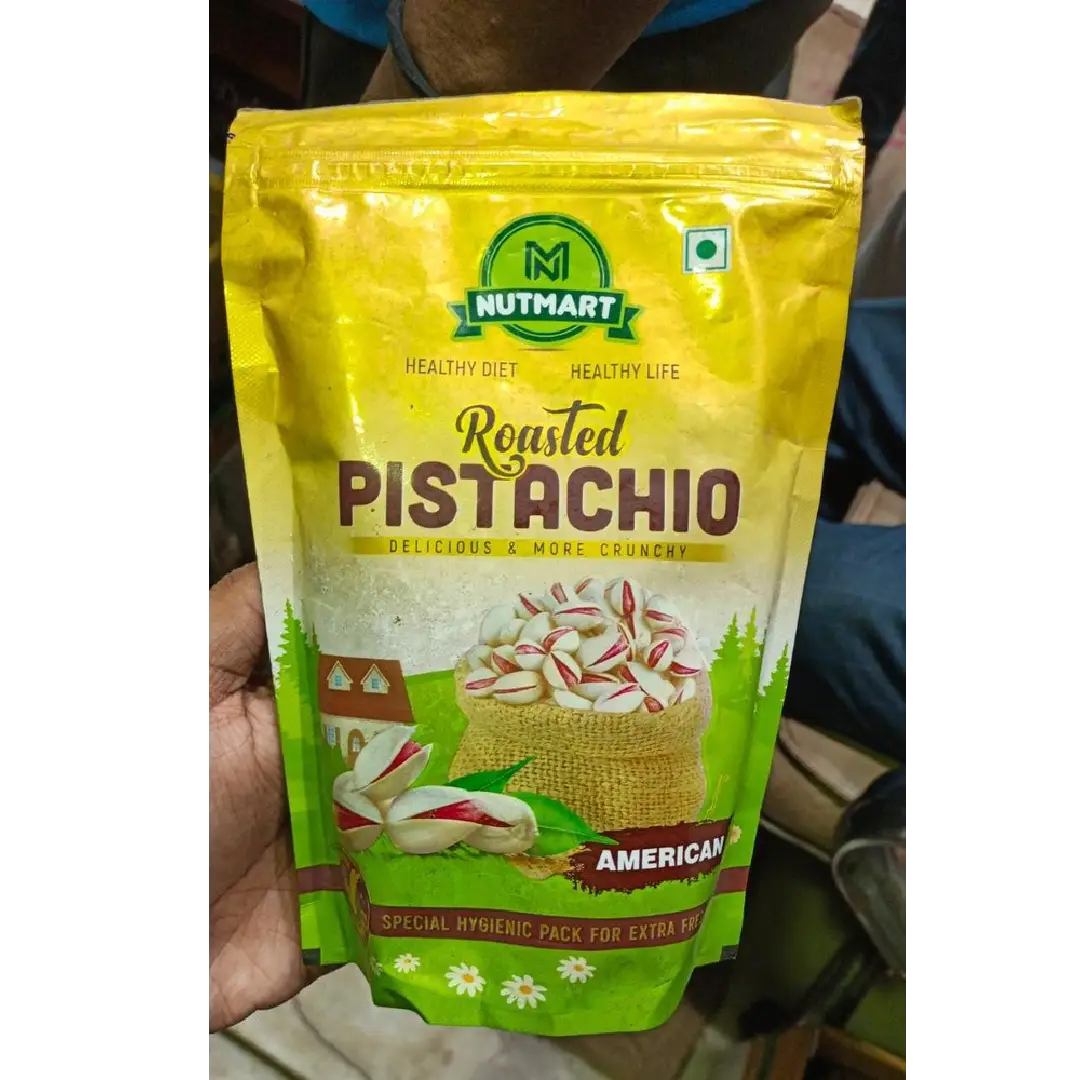 NUTMART
HEALTHY DIET HEALTHY LIFE
Roasted
PISTACHIO
DELICIOUS & MORE CRUNCHY
AMERICAN
SPECIAL HYGIENIC PACK FOR EXTRA